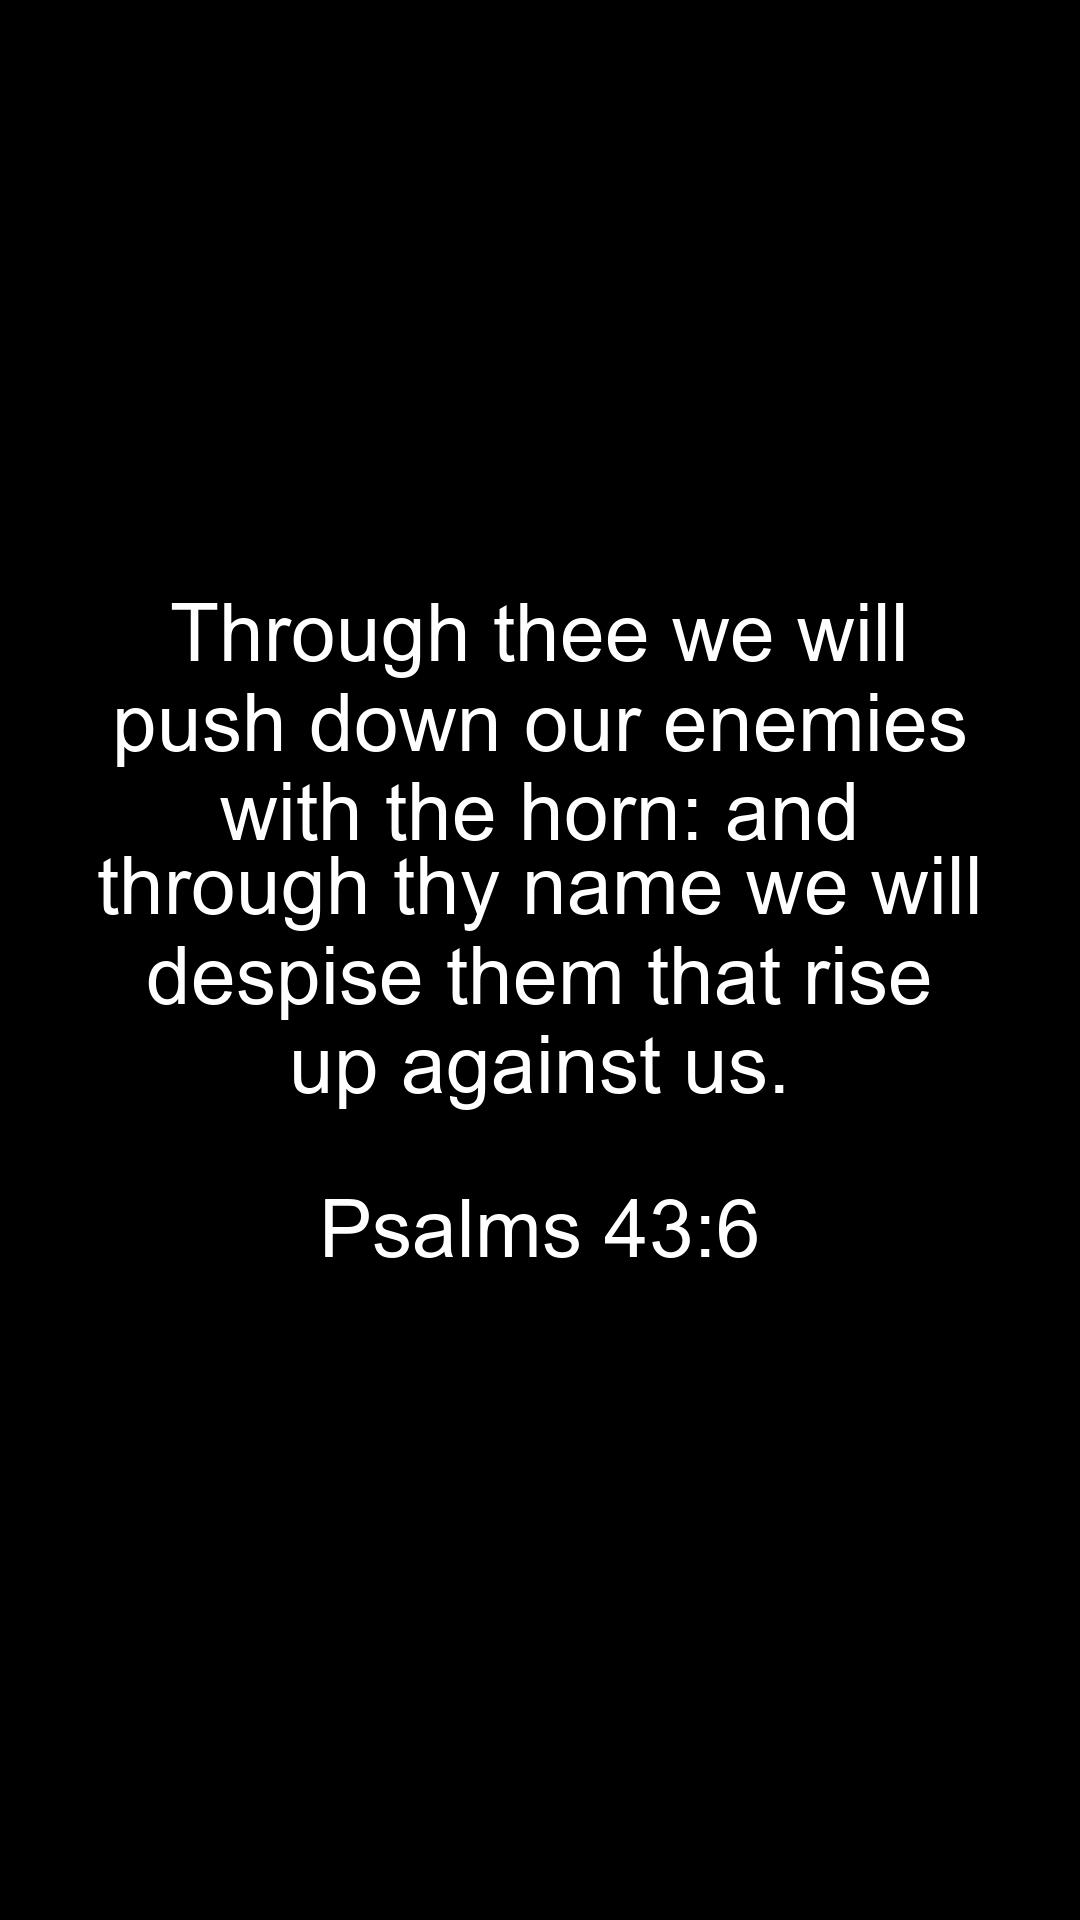 Through thee we will
push down our enemies
with the horn: and
through thy name we will
despise them that rise
up against us.
Psalms 43:6